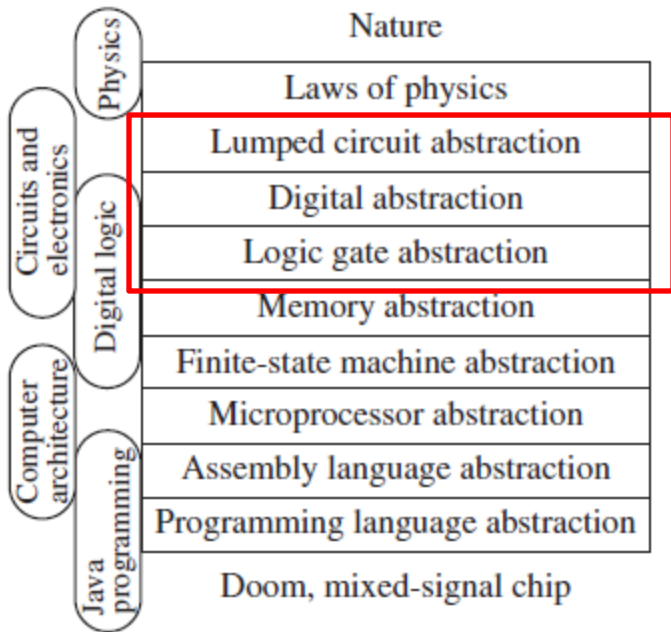 Nature
Physics
Laws of physics
Circuits and
electronics
Lumped circuit abstraction
Digital abstraction
Digital logic
Logic gate abstraction
Memory abstraction
Finite-state machine abstraction
Computer
architecture
Microprocessor abstraction
Java
programming
Assembly language abstraction
Programming language abstraction
Doom, mixed-signal chip